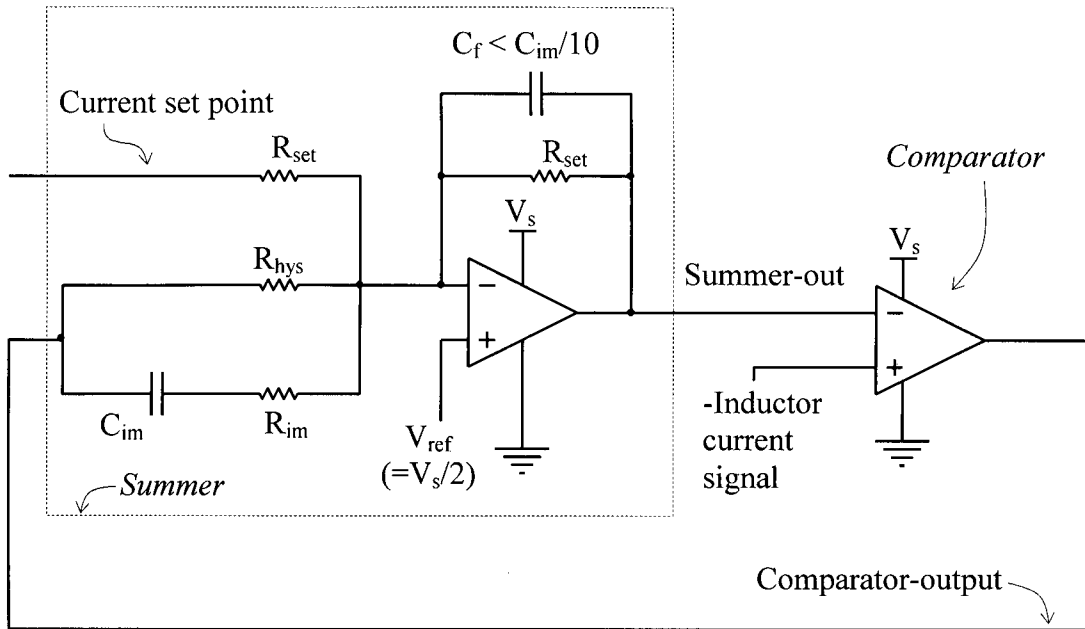 C_f < C_im/10
Current set point
R_set
R_set
Comparator
V_s
V_s
R_hys
Summer-out
−
+
−
+
C_im
R_im
V_ref
(=V_s/2)
-Inductor
current
signal
Summer
Comparator-output